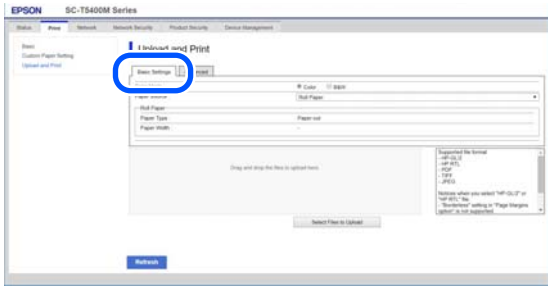 EPSON SC-T5400M Series
Status Print Network Network Security Product Security Device Management
Basic
Custom Paper Setting
Upload and Print
Upload and Print
Basic Settings
Color B&W
Paper Source : Roll Paper
Roll Paper
Paper Type : Paper out
Paper Width : -
Drag and drop the files to upload here.
Supported file format
- HP-GL/2
- HP RTL
- PDF
- TIFF
- JPEG
Notices when you select "HP-GL/2" or
"HP RTL" file
- "Borderless" setting in "Page Margins
option" is not supported
Select Files to Upload
Refresh